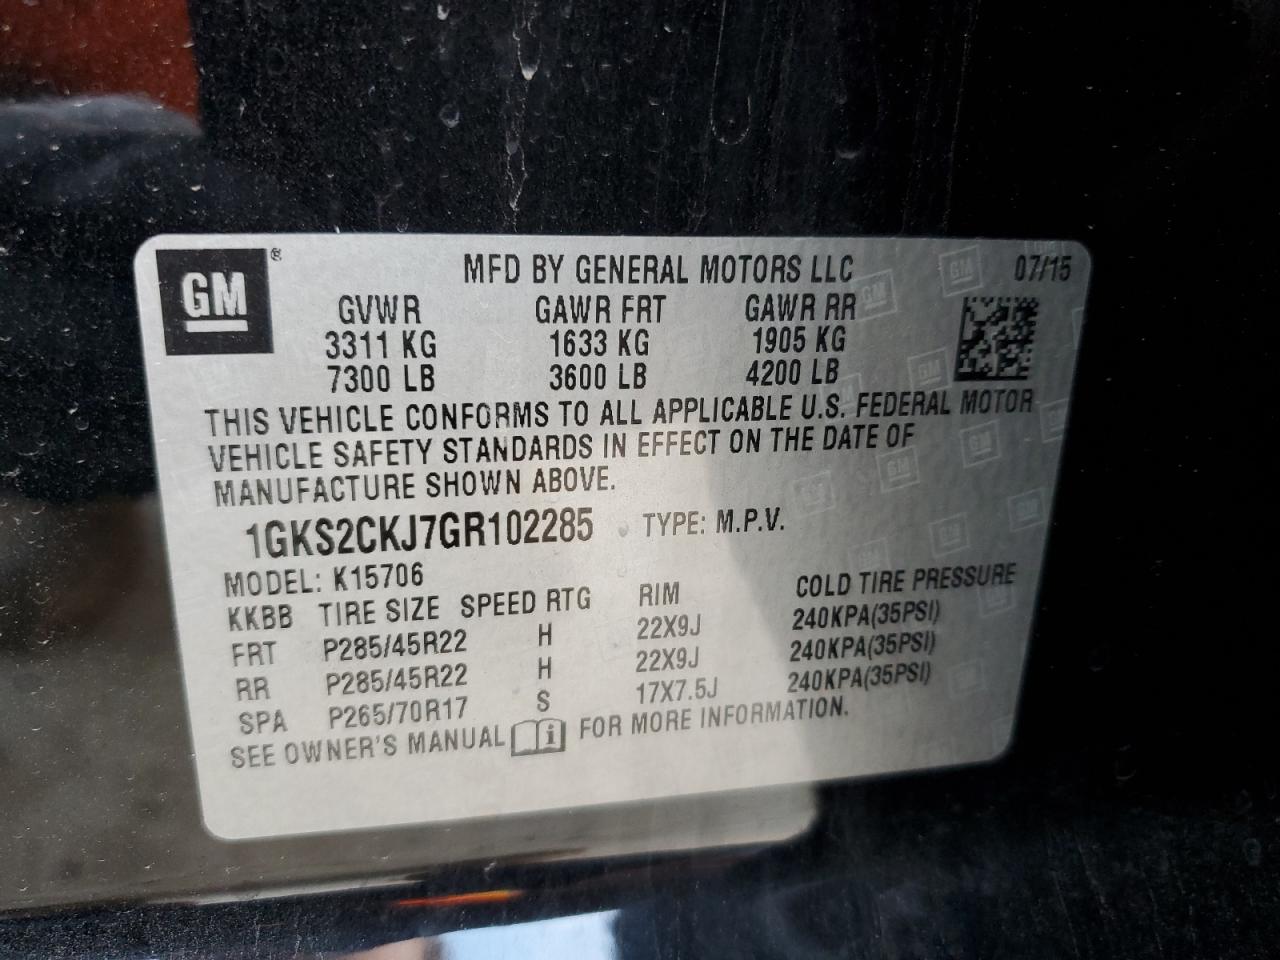 GM® MFD BY GENERAL MOTORS LLC 07/15
GVWR GAWR FRT GAWR RR
3311 KG 1633 KG 1905 KG
7300 LB 3600 LB 4200 LB
THIS VEHICLE CONFORMS TO ALL APPLICABLE U.S. FEDERAL MOTOR
VEHICLE SAFETY STANDARDS IN EFFECT ON THE DATE OF
MANUFACTURE SHOWN ABOVE.
1GKS2CKJ7GR102285 TYPE: M.P.V.
MODEL: K15706
KKBB TIRE SIZE SPEED RTG RIM COLD TIRE PRESSURE
FRT P285/45R22 H 22X9J 240KPA(35PSI)
RR P285/45R22 H 22X9J 240KPA(35PSI)
SPA P265/70R17 S 17X7.5J 240KPA(35PSI)
SEE OWNER'S MANUAL i FOR MORE INFORMATION.